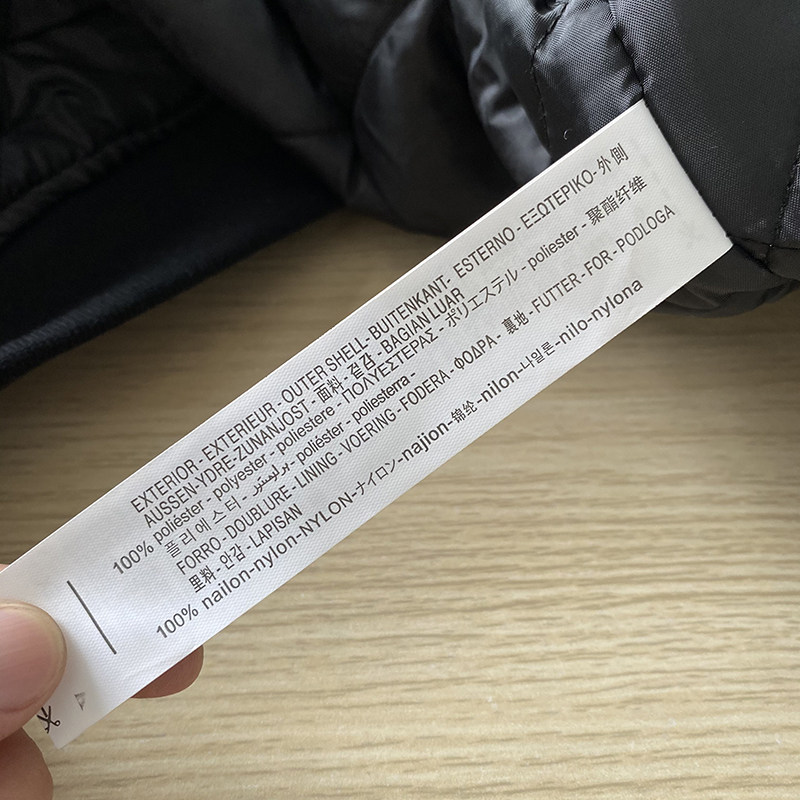 EXTERIOR - EXTERIEUR - OUTER SHELL- BUITENKANT- ESTERNO - ΕΞΩΤΕΡΙΚΟ - 外側
AUSSEN-YDRE-ZUNANJOST - 面料 - 겉감 - BAGIAN LUAR
100% poliéster - polyester - poliestere - ΠΟΛΥΕΣΤΕΡΑΣ - ポリエステル - poliester - 聚酯纤维
폴리에스터 - بوليستير - poliéster - poliesterra -
FORRO - DOUBLURE - LINING - VOERING - FODERA - ΦΟΔΡΑ - 裏地 - FUTTER - FOR - PODLOGA
里料 - 안감 - LAPISAN
100% nailon-nylon-NYLON-ナイロン-najlon-锦纶-nilon-나일론-nilo-nylona